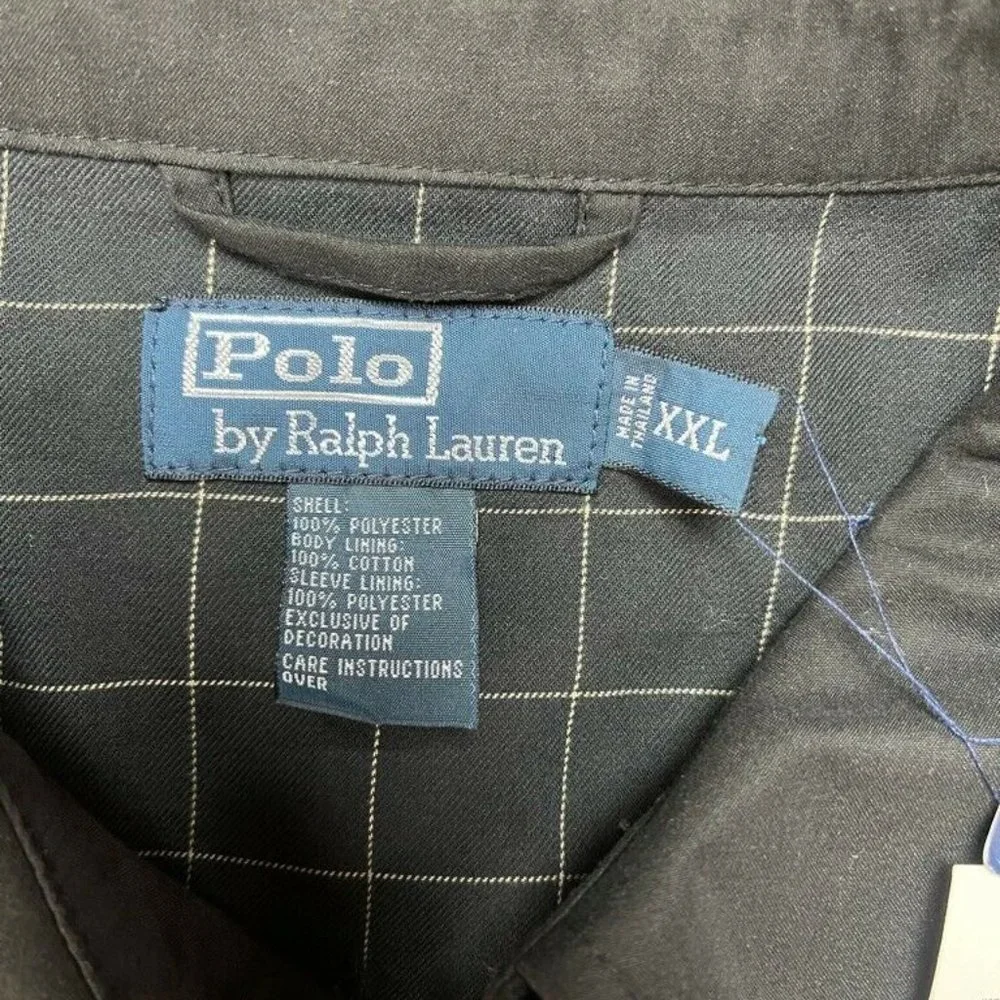 Polo
by Ralph Lauren
MADE IN
THAILAND
XXL
SHELL:
100% POLYESTER
BODY LINING:
100% COTTON
SLEEVE LINING:
100% POLYESTER
EXCLUSIVE OF
DECORATION
CARE INSTRUCTIONS
OVER